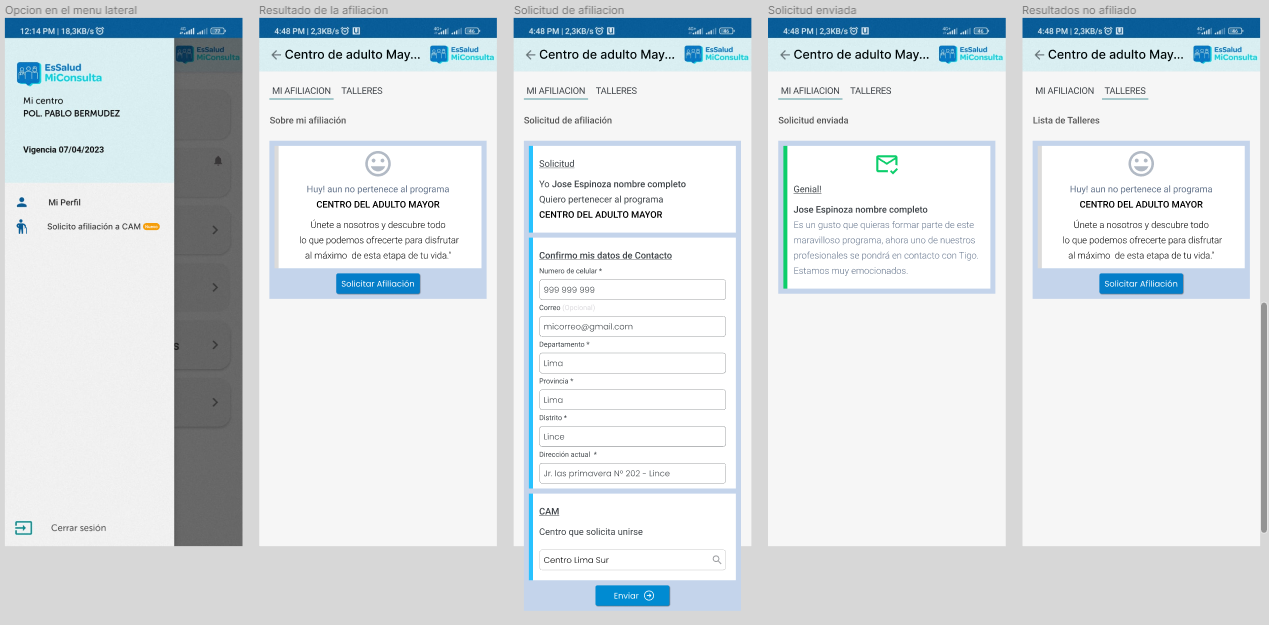 Opcion en el menu lateral
12:14 PM | 18,3KB/s
EsSalud
MiConsulta
EsSalud
MiConsulta
Mi centro
POL. PABLO BERMUDEZ
Vigencia 07/04/2023
Mi Perfil
Solicito afiliación a CAM
s
Cerrar sesión
Resultado de la afiliacion
4:48 PM | 2,3KB/s
Centro de adulto May...
EsSalud
MiConsulta
MI AFILIACION TALLERES
Sobre mi afiliación
Huy! aun no pertenece al programa
CENTRO DEL ADULTO MAYOR
Únete a nosotros y descubre todo
lo que podemos ofrecerte para disfrutar
al máximo de esta etapa de tu vida."
Solicitar Afiliación
Solicitud de afiliacion
4:48 PM | 2,3KB/s
Centro de adulto May...
EsSalud
MiConsulta
MI AFILIACION TALLERES
Solicitud de afiliación
Solicitud
Yo Jose Espinoza nombre completo
Quiero pertenecer al programa
CENTRO DEL ADULTO MAYOR
Confirmo mis datos de Contacto
Numero de celular *
999 999 999
Correo (Opcional)
micorreo@gmail.com
Departamento *
Lima
Provincia *
Lima
Distrito *
Lince
Dirección actual *
Jr. las primavera Nº 202 - Lince
CAM
Centro que solicita unirse
Centro Lima Sur
Enviar
Solicitud enviada
4:48 PM | 2,3KB/s
Centro de adulto May...
EsSalud
MiConsulta
MI AFILIACION TALLERES
Solicitud enviada
Genial!
Jose Espinoza nombre completo
Es un gusto que quieras formar parte de este
maravilloso programa, ahora uno de nuestros
profesionales se pondrá en contacto con Tigo.
Estamos muy emocionados.
Resultados no afiliado
4:48 PM | 2,3KB/s
Centro de adulto May...
EsSalud
MiConsulta
MI AFILIACION TALLERES
Lista de Talleres
Huy! aun no pertenece al programa
CENTRO DEL ADULTO MAYOR
Únete a nosotros y descubre todo
lo que podemos ofrecerte para disfrutar
al máximo de esta etapa de tu vida."
Solicitar Afiliación